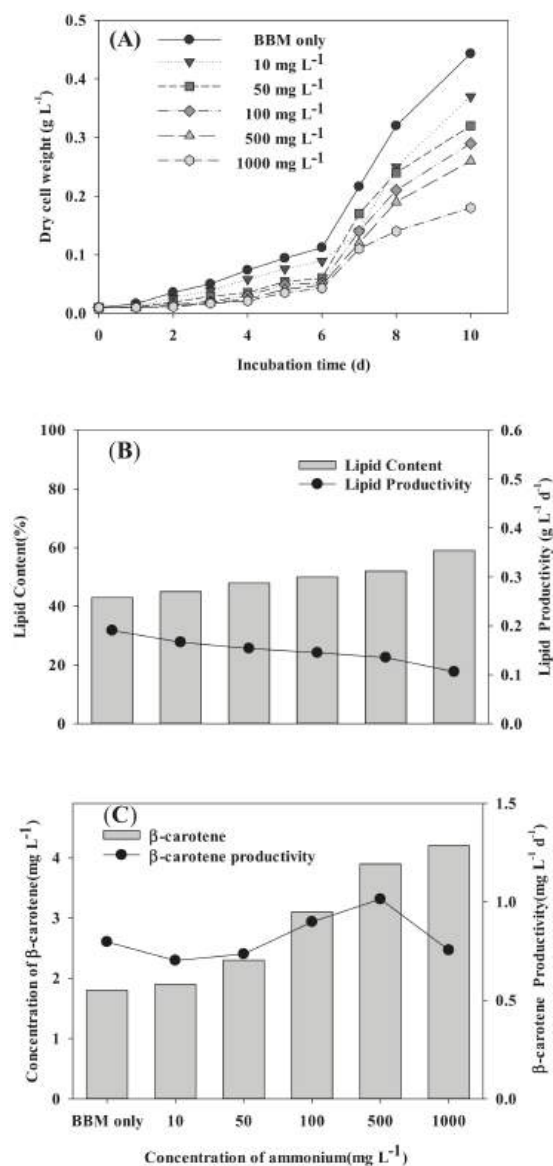 (A)
BBM only
10 mg L-1
50 mg L-1
100 mg L-1
500 mg L-1
1000 mg L-1
Dry cell weight (g L-1)
0.5
0.4
0.3
0.2
0.1
0.0
0 2 4 6 8 10
Incubation time (d)
(B)
Lipid Content
Lipid Productivity
Lipid Content(%)
100
80
60
40
20
0
Lipid Productivity (g L-1 d-1)
0.6
0.5
0.4
0.3
0.2
0.1
0.0
(C)
β-carotene
β-carotene productivity
Concentration of β-carotene(mg L-1)
4
3
2
1
0
β-carotene Productivity(mg L-1 d-1)
1.5
1.0
0.5
0.0
BBM only 10 50 100 500 1000
Concentration of ammonium(mg L-1)